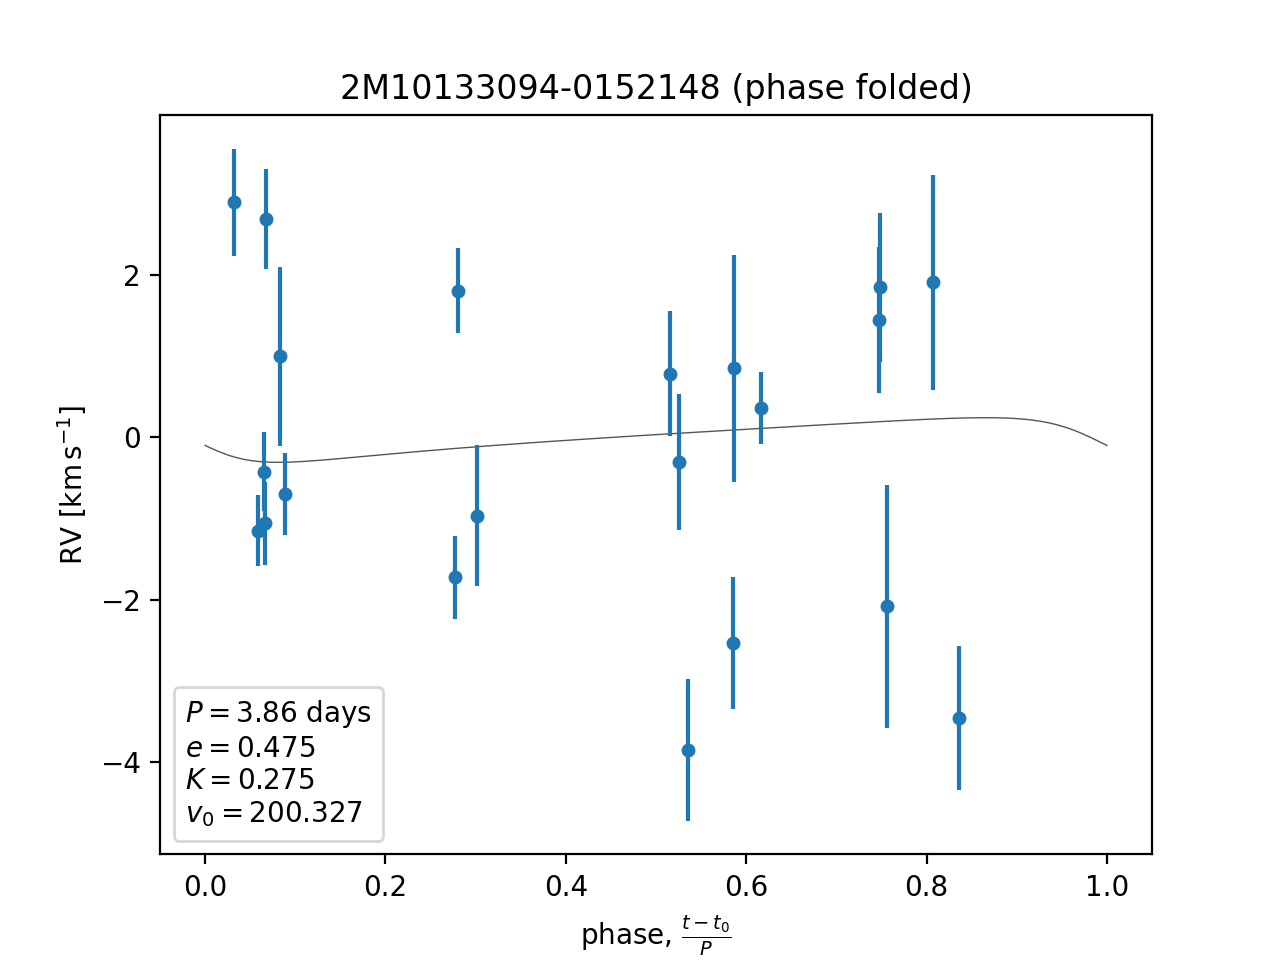 2M10133094-0152148 (phase folded)
RV [km s⁻¹]
2
0
−2
−4
P = 3.86 days
e = 0.475
K = 0.275
v₀ = 200.327
0.0 0.2 0.4 0.6 0.8 1.0
phase, (t − t₀)/P